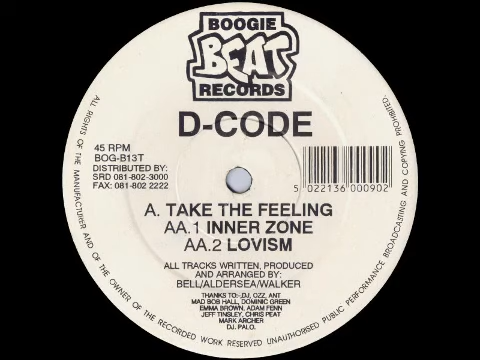 BOOGIE
BEAT
RECORDS
D-CODE
45 RPM
BOG-B13T
DISTRIBUTED BY:
SRD 081-802-3000
FAX: 081-802 2222
5 022136 000902
A. TAKE THE FEELING
AA.1 INNER ZONE
AA.2 LOVISM
ALL TRACKS WRITTEN, PRODUCED
AND ARRANGED BY:
BELL/ALDERSEA/WALKER
THANKS TO:-DJ, OZZ, ANT
MAD BOB HALL, DOMINIC GREEN
EMMA BROWN, ADAM FENN
JEFF TINSLEY, CHRIS PEAT
MARK ARCHER
DJ. PALO.
ALL RIGHTS OF THE MANUFACTURER AND OF THE OWNER OF THE RECORDED WORK RESERVED UNAUTHORISED PUBLIC PERFORMANCE BROADCASTING AND COPYING PROHIBITED.